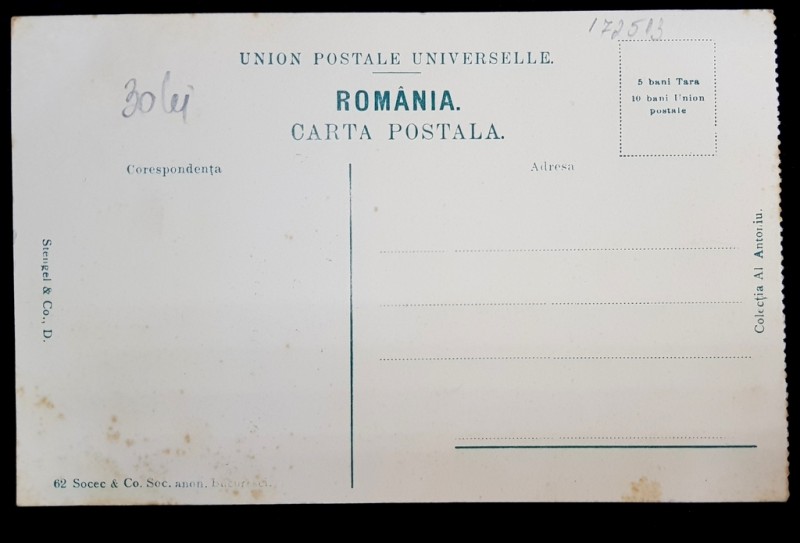 172513
UNION POSTALE UNIVERSELLE.
5 bani Tara
10 bani Union
postale
30 lei
ROMÂNIA.
CARTA POSTALA.
Corespondenţa
Adresa
Stengel & Co., D.
Colecţia Al Antoniu.
62 Socec & Co. Soc. anon. Bucuresci.